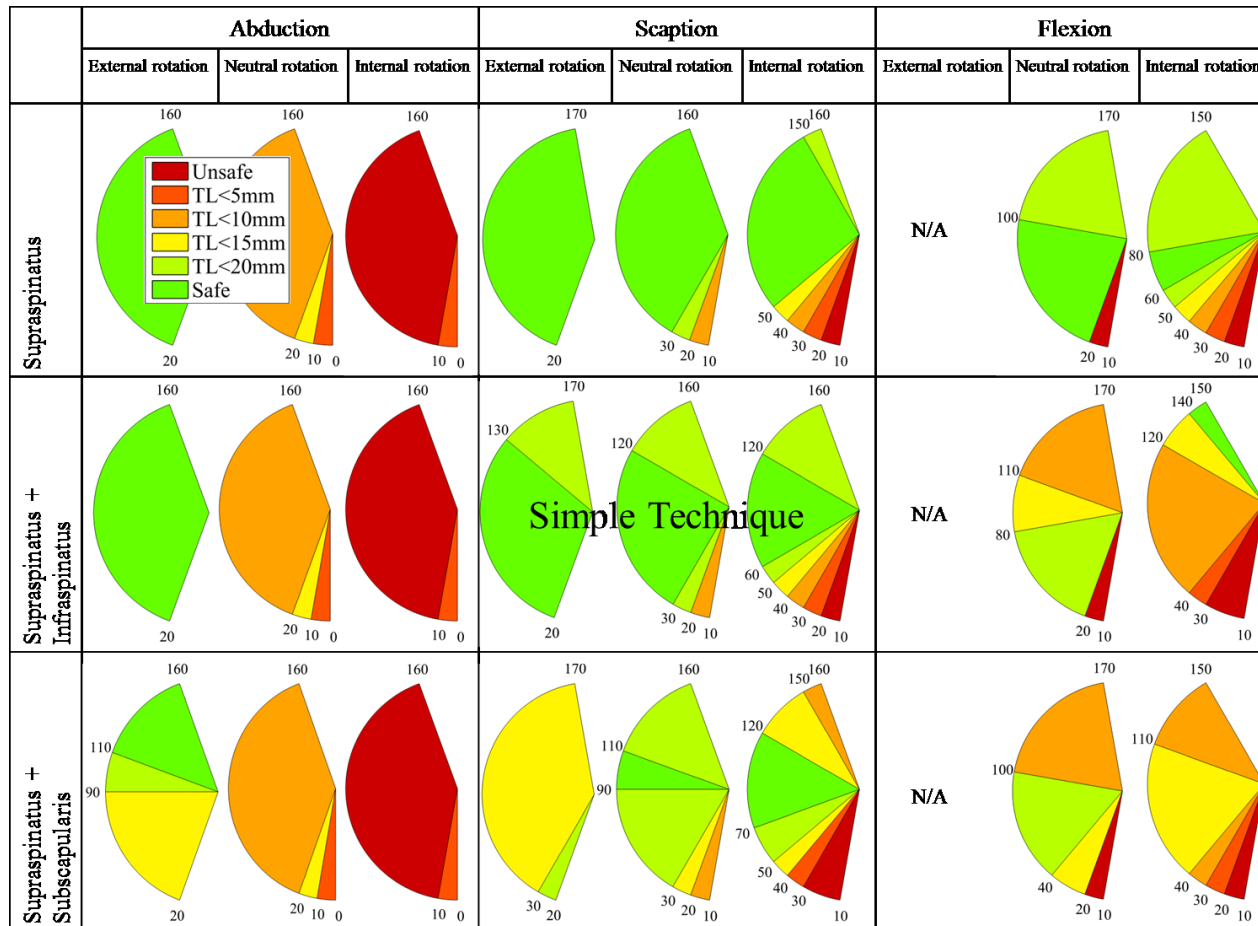 Abduction Scaption Flexion
External rotation Neutral rotation Internal rotation External rotation Neutral rotation Internal rotation External rotation Neutral rotation Internal rotation
Supraspinatus
160 20
160 20 10 0
160 10 0
Unsafe
TL<5mm
TL<10mm
TL<15mm
TL<20mm
Safe
170 20
160 30 20 10
160 150 50 40 30 20 10
N/A
170 100 20 10
150 80 60 50 40 30 20 10
Supraspinatus +
Infraspinatus
160 20
160 20 10 0
160 10 0
170 130 20
160 120 30 20 10
160 120 60 50 40 30 20 10
Simple Technique
N/A
170 110 80 20 10
150 140 120 40 30 10
Supraspinatus +
Subscapularis
160 110 90 20
160 20 10 0
160 10 0
170 30 20
160 110 90 30 20 10
160 150 120 70 50 40 30 10
N/A
170 100 40 20 10
150 110 40 30 20 10